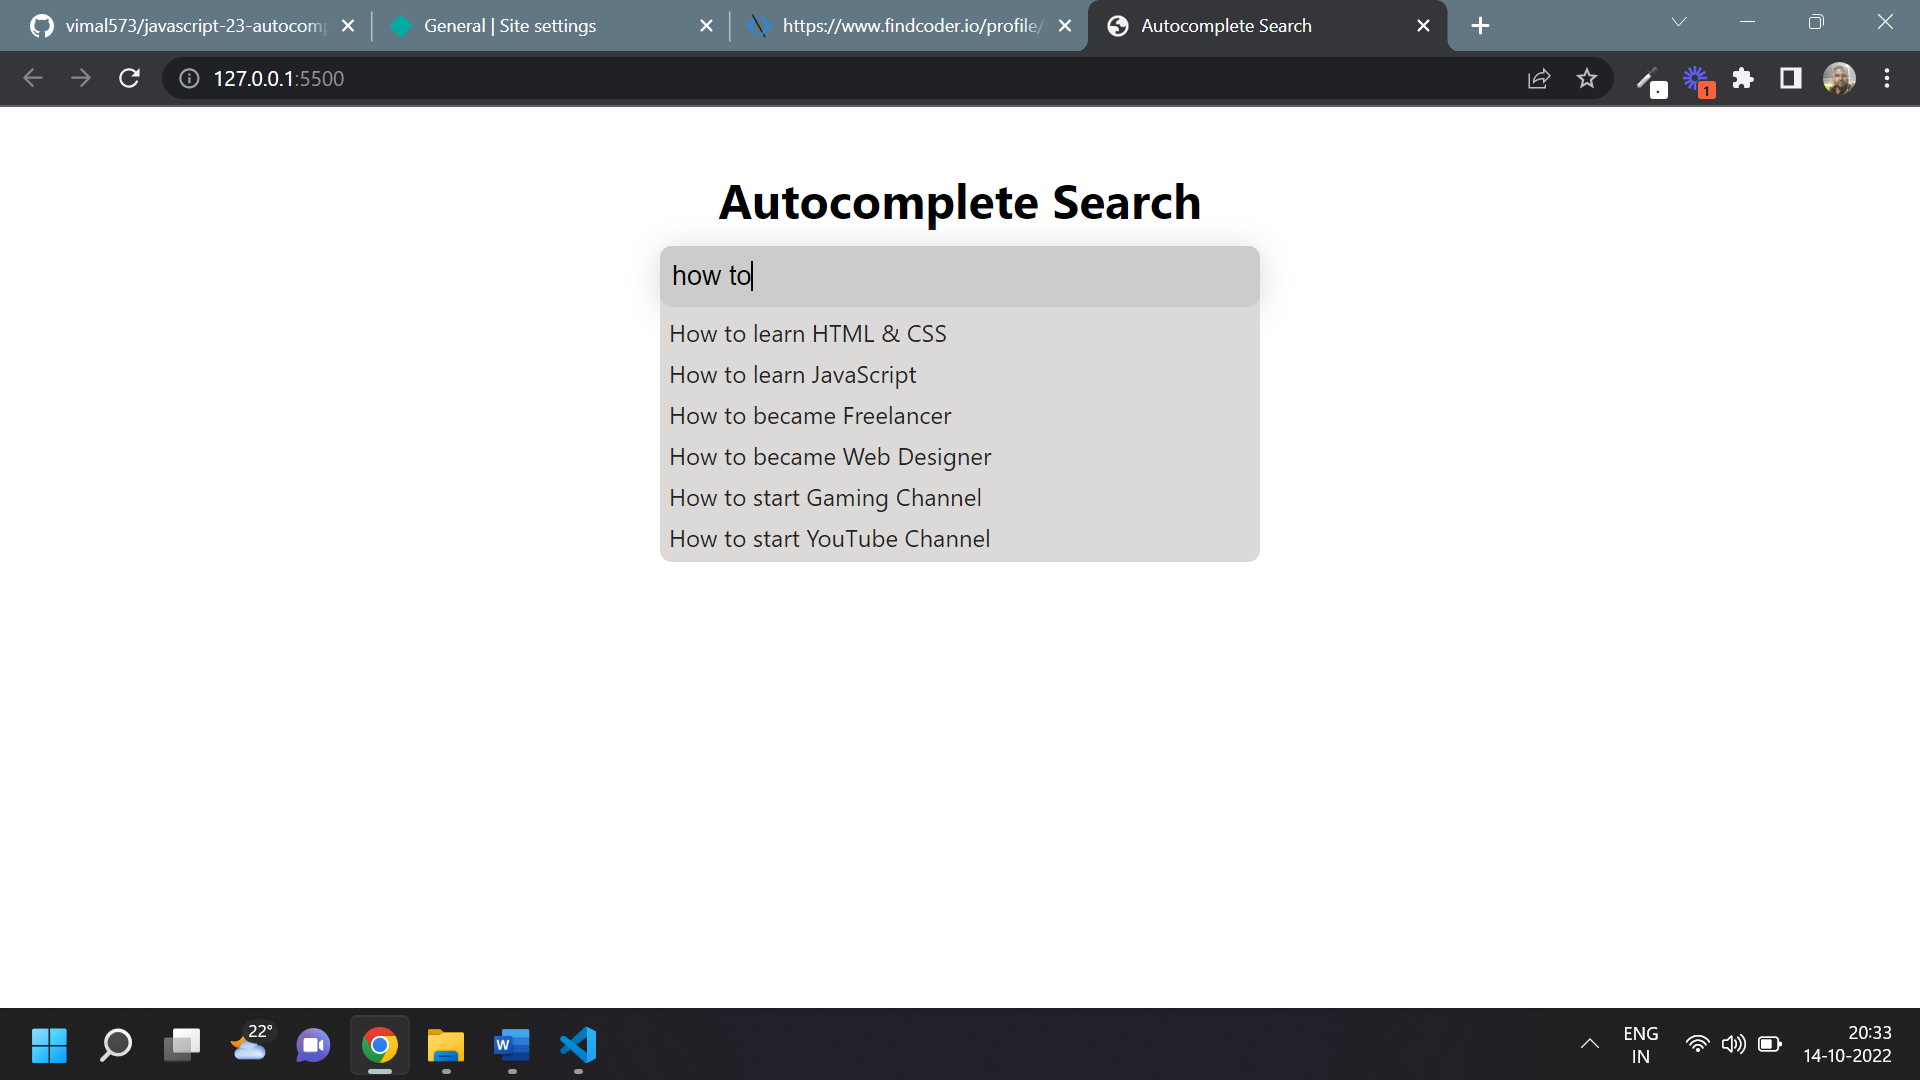 vimal573/javascript-23-autocomp
General | Site settings
https://www.findcoder.io/profile/
Autocomplete Search
127.0.0.1:5500
1
Autocomplete Search
how to
How to learn HTML & CSS
How to learn JavaScript
How to became Freelancer
How to became Web Designer
How to start Gaming Channel
How to start YouTube Channel
22°
W
ENG
IN
20:33
14-10-2022